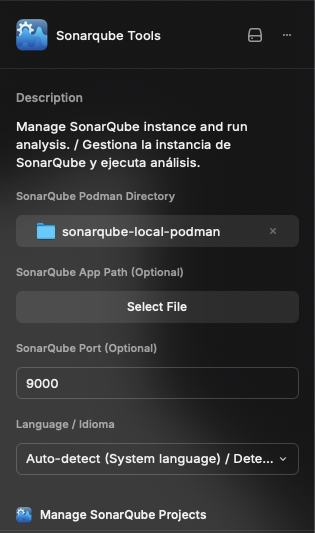 Sonarqube Tools
Description
Manage SonarQube instance and run
analysis. / Gestiona la instancia de
SonarQube y ejecuta análisis.
SonarQube Podman Directory
sonarqube-local-podman
SonarQube App Path (Optional)
Select File
SonarQube Port (Optional)
9000
Language / Idioma
Auto-detect (System language) / Dete...
Manage SonarQube Projects